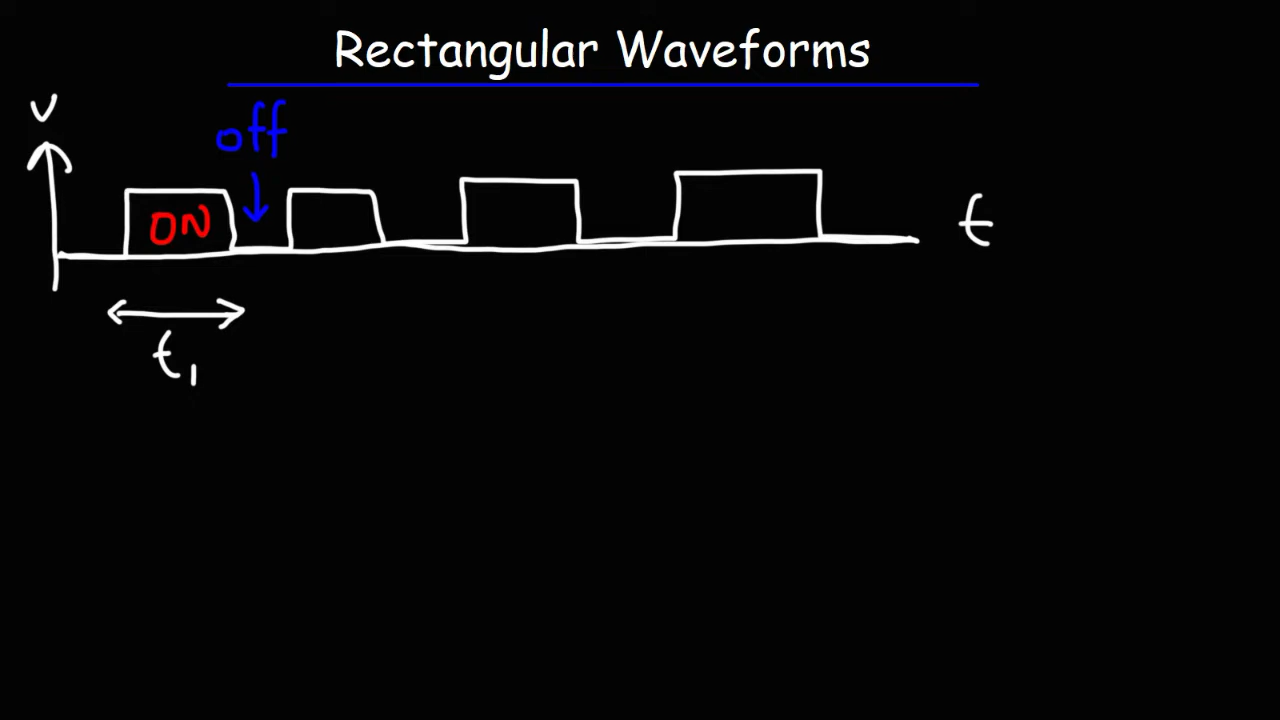 Rectangular Waveforms
v
off
ON
t
t₁